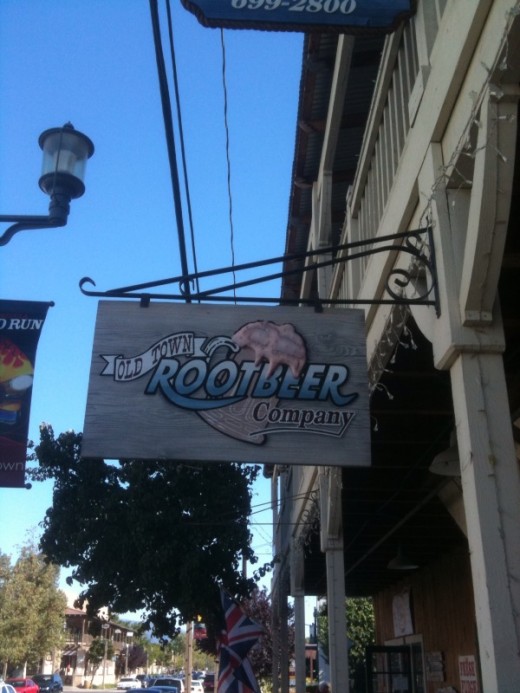 699-2800
OLD TOWN
ROOTBEER
Company
RUN